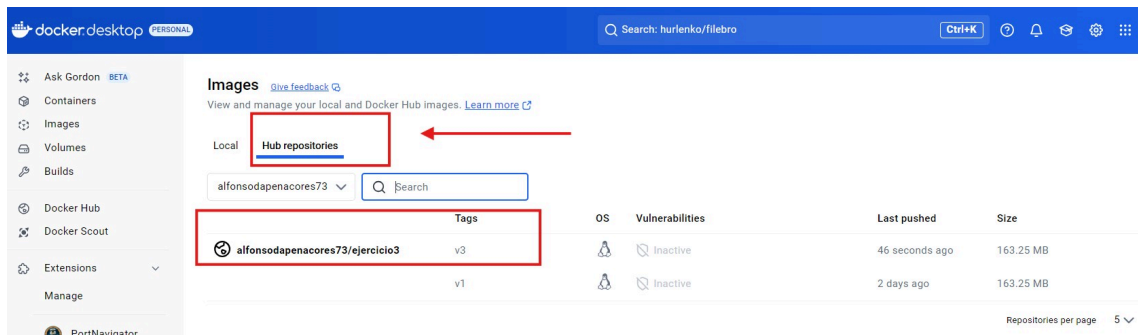 docker.desktop PERSONAL
Search: hurlenko/filebro Ctrl+K
Ask Gordon BETA
Containers
Images
Volumes
Builds
Docker Hub
Docker Scout
Extensions
Manage
PortNavigator
Images Give feedback
View and manage your local and Docker Hub images. Learn more
Local Hub repositories
alfonsodapenacores73 Search
Tags OS Vulnerabilities Last pushed Size
alfonsodapenacores73/ejercicio3 v3 Inactive 46 seconds ago 163.25 MB
v1 Inactive 2 days ago 163.25 MB
Repositories per page 5